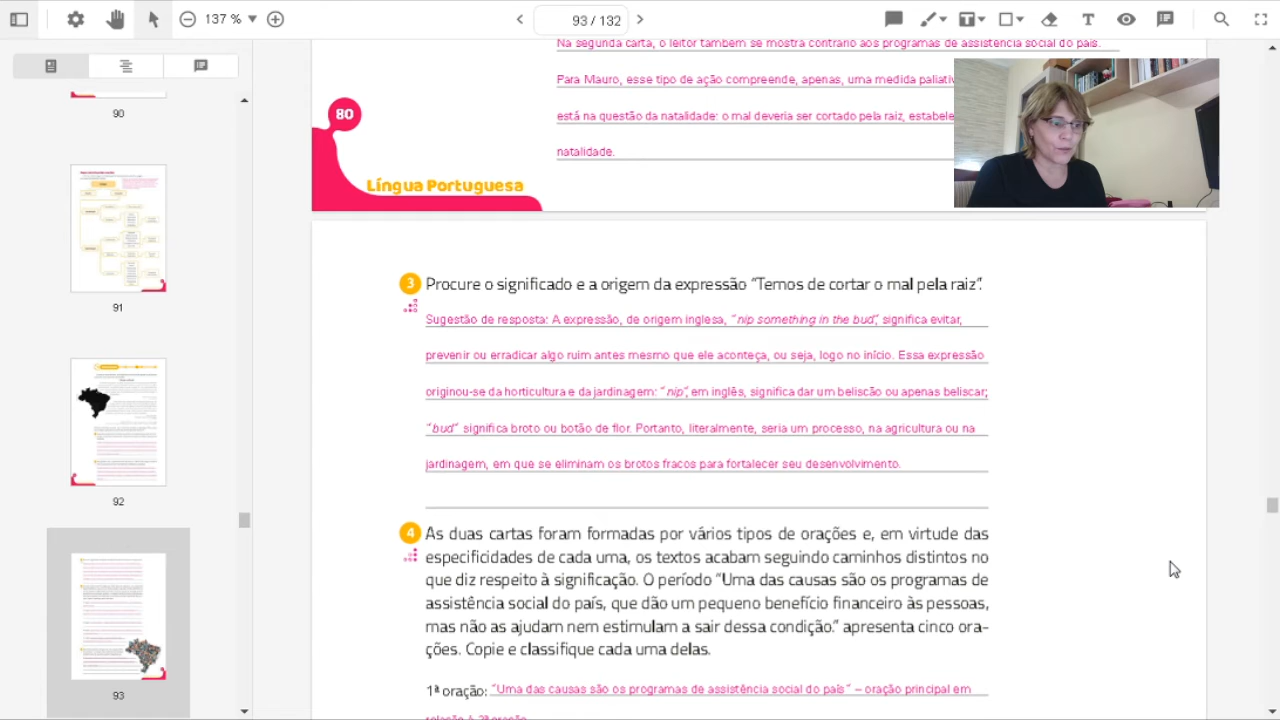 137 %
93 / 132
90
91
92
93
Na segunda carta, o leitor também se mostra contrário aos programas de assistência social do país.
Para Mauro, esse tipo de ação compreende, apenas, uma medida
está na questão da natalidade: o mal deveria ser cortado pela raiz,
natalidade.
80
Língua Portuguesa
3 Procure o significado e a origem da expressão “Temos de cortar o mal pela raiz”.
Sugestão de resposta: A expressão, de origem inglesa, “nip something in the bud”, significa evitar,
prevenir ou erradicar algo ruim antes mesmo que ele aconteça, ou seja, logo no início. Essa expressão
originou-se da horticultura e da jardinagem: “nip”, em inglês, significa dar um beliscão ou apenas beliscar;
“bud” significa broto ou botão de flor. Portanto, literalmente, seria um processo, na agricultura ou na
jardinagem, em que se eliminam os brotos fracos para fortalecer seu desenvolvimento.
4 As duas cartas foram formadas por vários tipos de orações e, em virtude das
especificidades de cada uma, os textos acabam seguindo caminhos distintos no
que diz respeito à significação. O período “Uma das causas são os programas de
assistência social do país, que dão um pequeno benefício financeiro às pessoas,
mas não as ajudam nem estimulam a sair dessa condição.” apresenta cinco ora-
ções. Copie e classifique cada uma delas.
1ª oração: “Uma das causas são os programas de assistência social do país” – oração principal em
relação à 2ª oração.